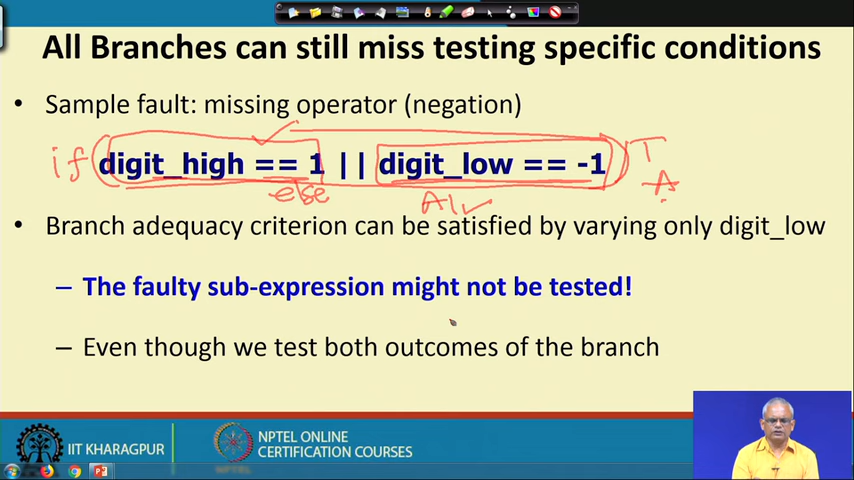 All Branches can still miss testing specific conditions
• Sample fault: missing operator (negation)
if (digit_high == 1 || digit_low == -1) T
else
• Branch adequacy criterion can be satisfied by varying only digit_low
– The faulty sub-expression might not be tested!
– Even though we test both outcomes of the branch
IIT KHARAGPUR
NPTEL ONLINE
CERTIFICATION COURSES
NPTEL